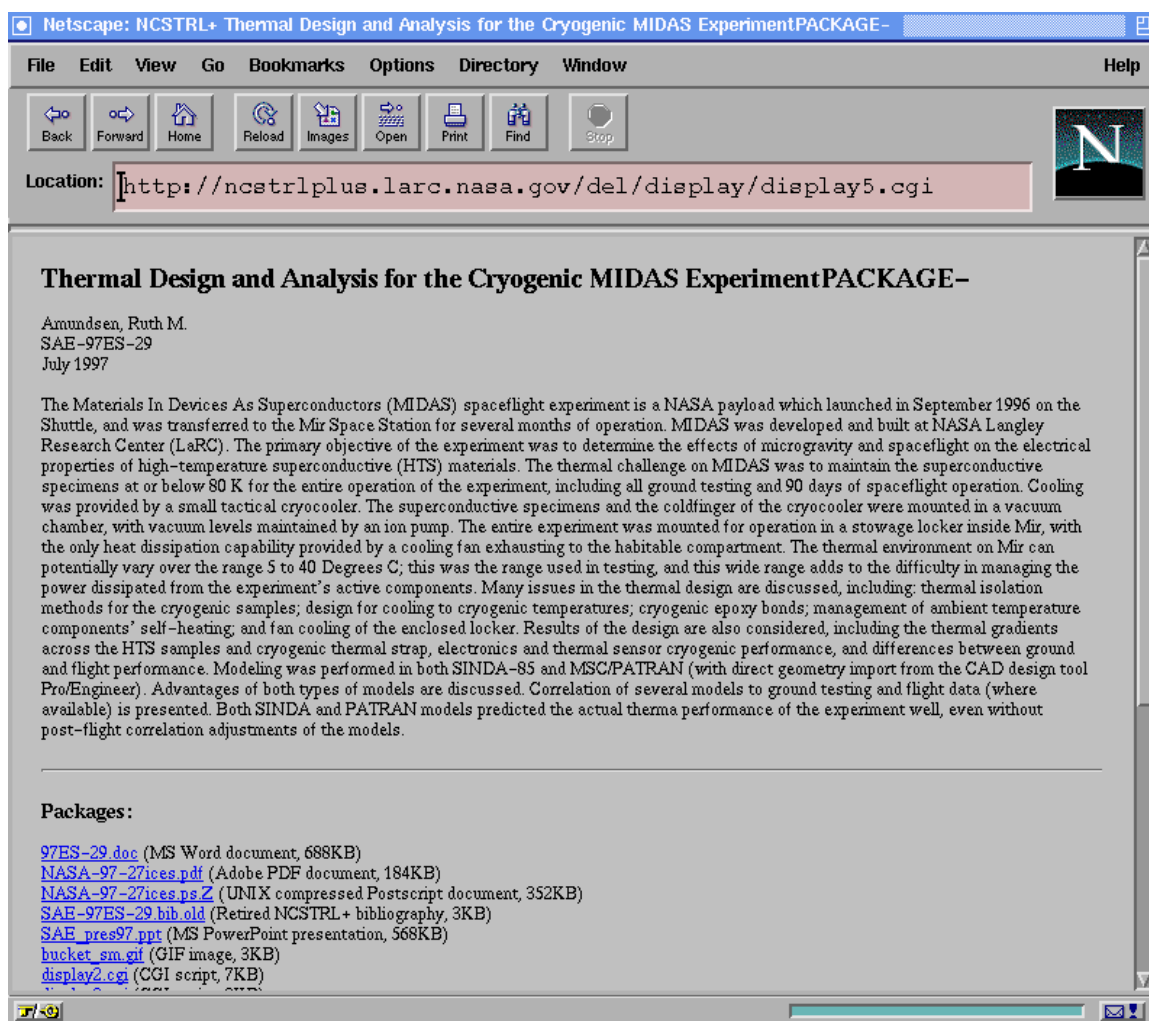 Netscape: NCSTRL+ Thermal Design and Analysis for the Cryogenic MIDAS ExperimentPACKAGE-
File Edit View Go Bookmarks Options Directory Window Help
Back Forward Home Reload Images Open Print Find Stop
N
Location: http://ncstrlplus.larc.nasa.gov/del/display/display5.cgi
Thermal Design and Analysis for the Cryogenic MIDAS ExperimentPACKAGE-
Amundsen, Ruth M.
SAE-97ES-29
July 1997
The Materials In Devices As Superconductors (MIDAS) spaceflight experiment is a NASA payload which launched in September 1996 on the
Shuttle, and was transferred to the Mir Space Station for several months of operation. MIDAS was developed and built at NASA Langley
Research Center (LaRC). The primary objective of the experiment was to determine the effects of microgravity and spaceflight on the electrical
properties of high-temperature superconductive (HTS) materials. The thermal challenge on MIDAS was to maintain the superconductive
specimens at or below 80 K for the entire operation of the experiment, including all ground testing and 90 days of spaceflight operation. Cooling
was provided by a small tactical cryocooler. The superconductive specimens and the coldfinger of the cryocooler were mounted in a vacuum
chamber, with vacuum levels maintained by an ion pump. The entire experiment was mounted for operation in a stowage locker inside Mir, with
the only heat dissipation capability provided by a cooling fan exhausting to the habitable compartment. The thermal environment on Mir can
potentially vary over the range 5 to 40 Degrees C; this was the range used in testing, and this wide range adds to the difficulty in managing the
power dissipated from the experiment's active components. Many issues in the thermal design are discussed, including: thermal isolation
methods for the cryogenic samples; design for cooling to cryogenic temperatures; cryogenic epoxy bonds; management of ambient temperature
components' self-heating; and fan cooling of the enclosed locker. Results of the design are also considered, including the thermal gradients
across the HTS samples and cryogenic thermal strap, electronics and thermal sensor cryogenic performance, and differences between ground
and flight performance. Modeling was performed in both SINDA-85 and MSC/PATRAN (with direct geometry import from the CAD design tool
Pro/Engineer). Advantages of both types of models are discussed. Correlation of several models to ground testing and flight data (where
available) is presented. Both SINDA and PATRAN models predicted the actual therma performance of the experiment well, even without
post-flight correlation adjustments of the models.
Packages:
97ES-29.doc (MS Word document, 688KB)
NASA-97-27ices.pdf (Adobe PDF document, 184KB)
NASA-97-27ices.ps.Z (UNIX compressed Postscript document, 352KB)
SAE-97ES-29.bib.old (Retired NCSTRL+ bibliography, 3KB)
SAE_pres97.ppt (MS PowerPoint presentation, 568KB)
bucket_sm.gif (GIF image, 3KB)
display2.cgi (CGI script, 7KB)